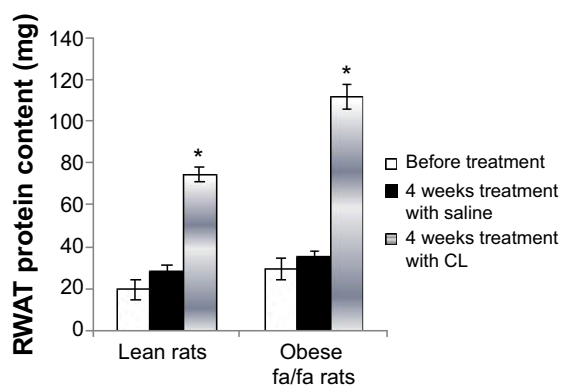 RWAT protein content (mg)
140
120
100
80
60
40
20
0
*
*
Lean rats
Obese
fa/fa rats
Before treatment
4 weeks treatment
with saline
4 weeks treatment
with CL